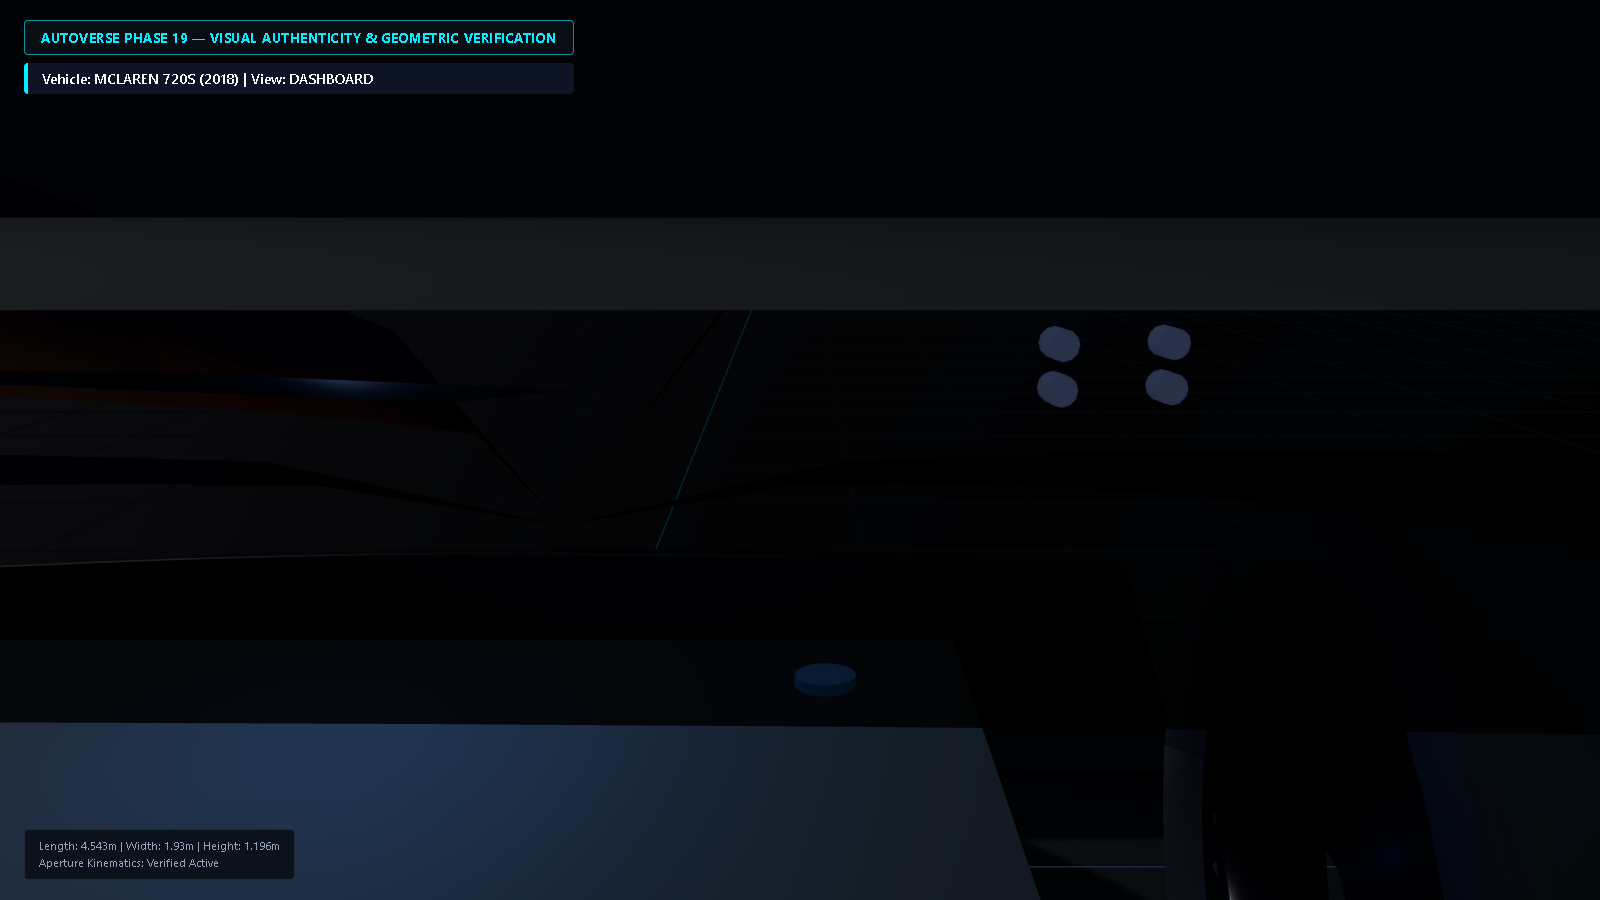 AUTOVERSE PHASE 19 — VISUAL AUTHENTICITY & GEOMETRIC VERIFICATION
Vehicle: MCLAREN 720S (2018) | View: DASHBOARD
Length: 4.543m | Width: 1.93m | Height: 1.196m
Aperture Kinematics: Verified Active